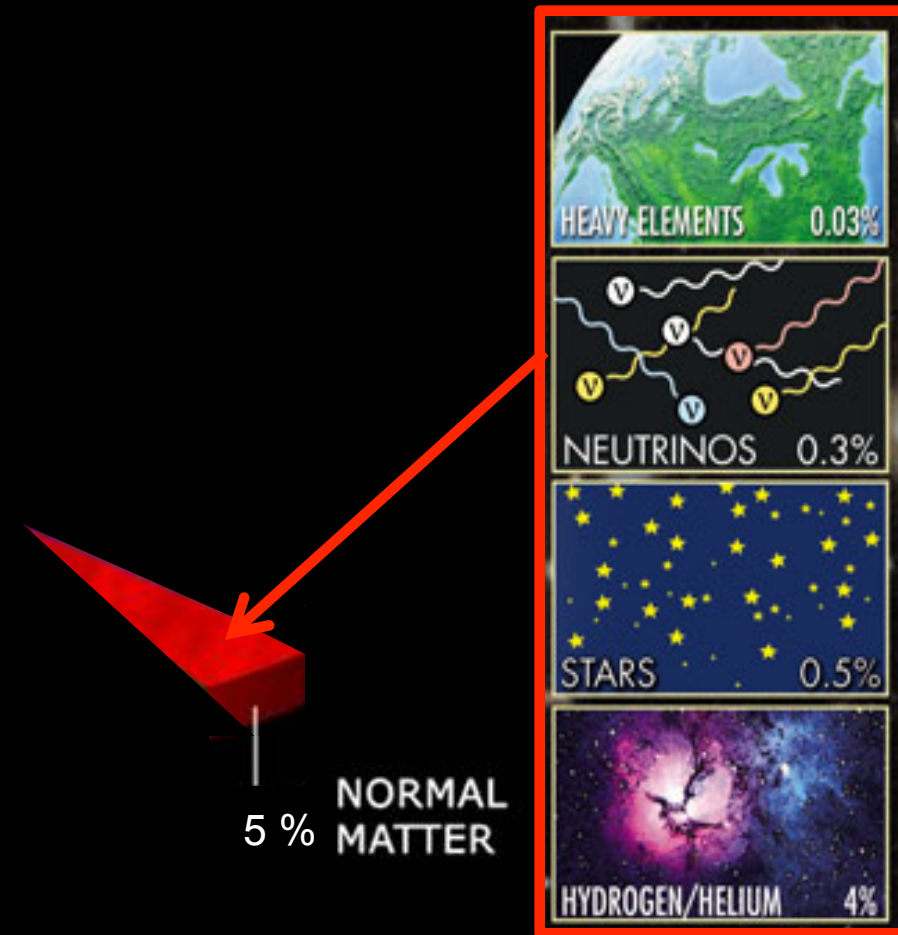 HEAVY ELEMENTS 0.03%
V
V
V
V
V
V
NEUTRINOS 0.3%
STARS 0.5%
HYDROGEN/HELIUM 4%
5 % NORMAL
MATTER